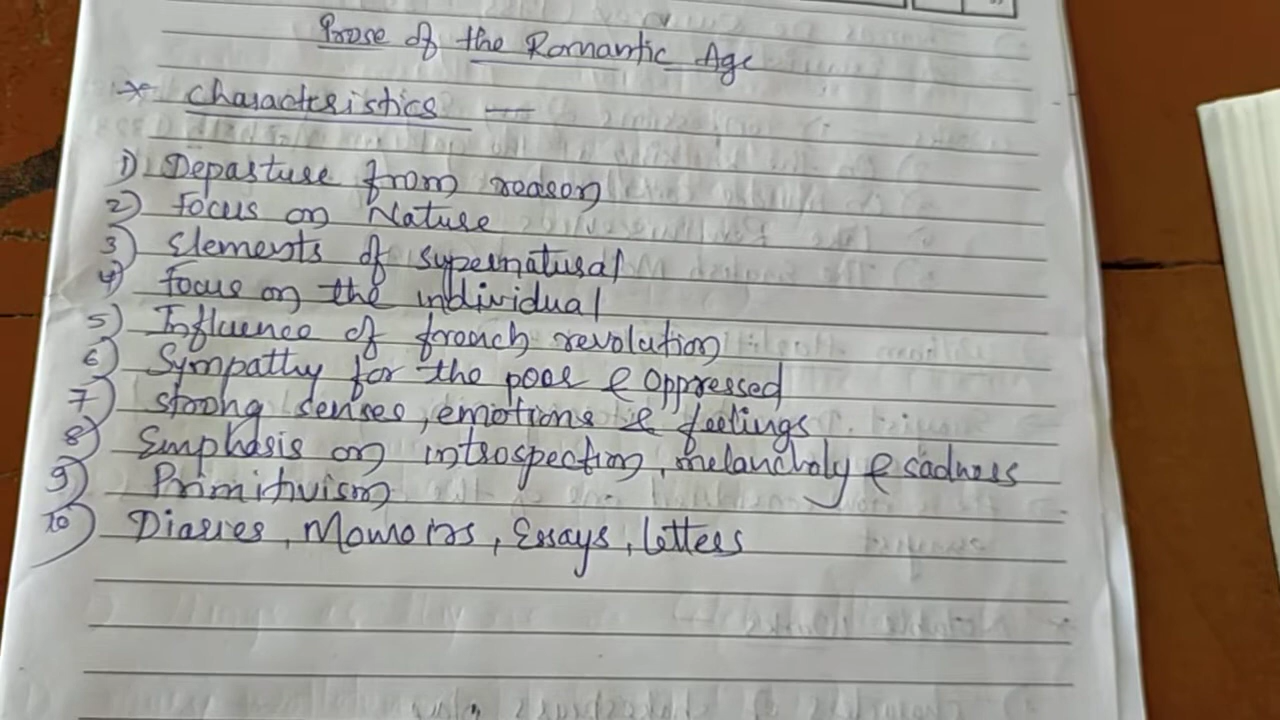 Prose of the Romantic Age
* Characteristics —
1) Departure from reason
2) Focus on Nature
3) Elements of supernatural
4) Focus on the individual
5) Influence of french revolution
6) Sympathy for the poor & Oppressed
7) strong senses, emotions & feelings
8) Emphasis on introspection, melancholy & sadness
9) Primitivism
10) Diaries, Momoirs, Essays, letters